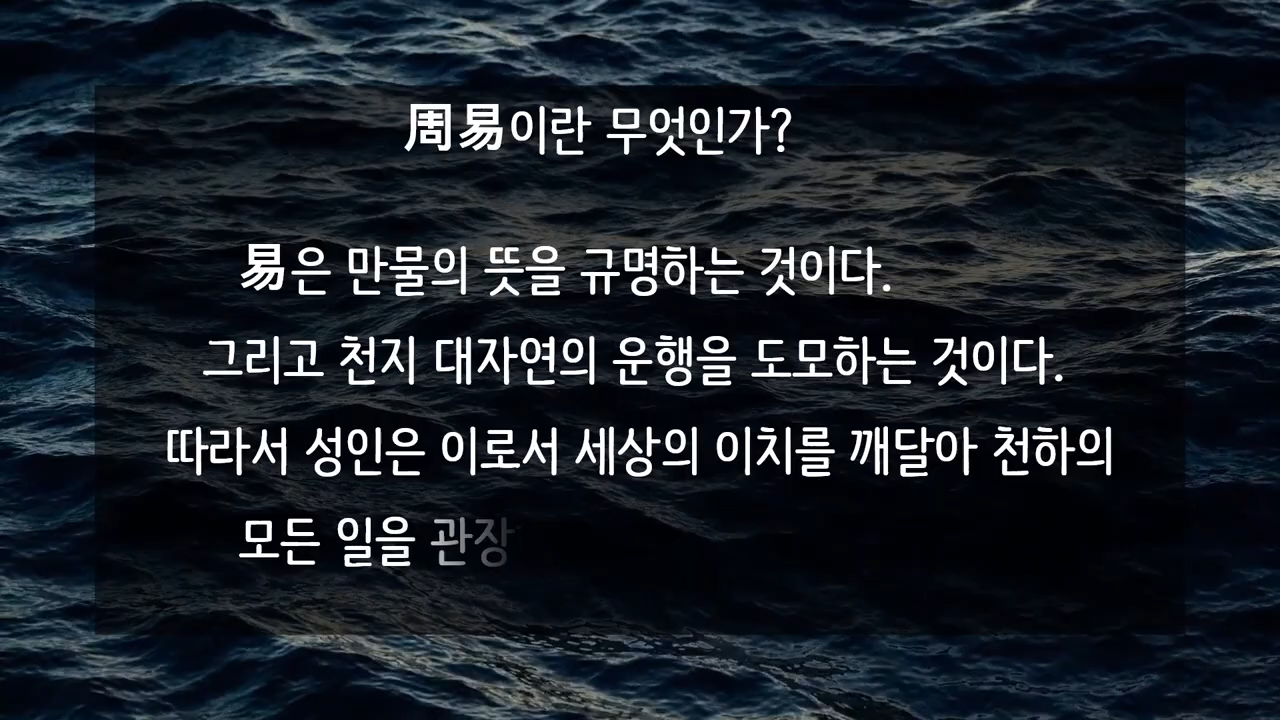 周易이란 무엇인가?
易은 만물의 뜻을 규명하는 것이다.
그리고 천지 대자연의 운행을 도모하는 것이다.
따라서 성인은 이로서 세상의 이치를 깨달아 천하의
모든 일을 관장